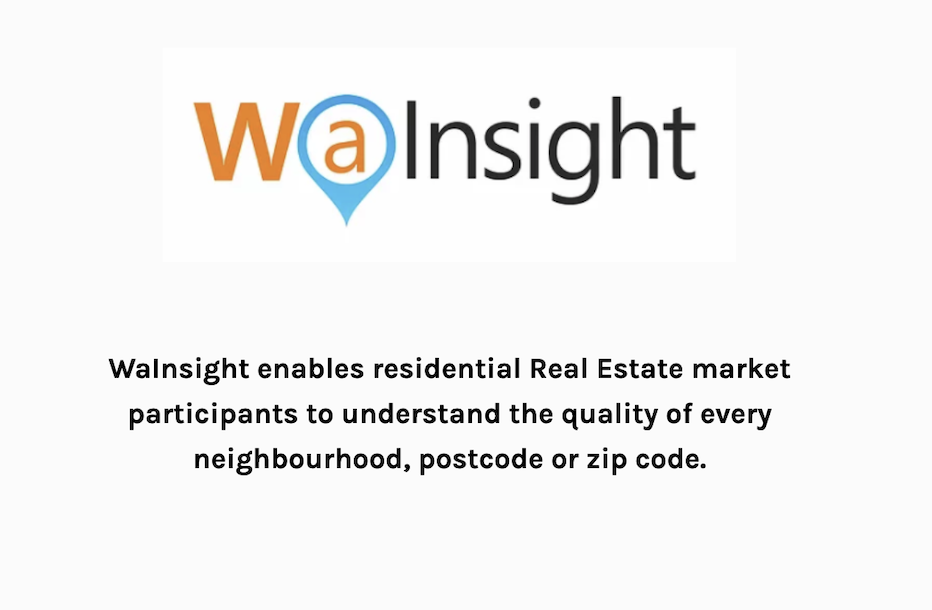 WaInsight
WaInsight enables residential Real Estate market
participants to understand the quality of every
neighbourhood, postcode or zip code.